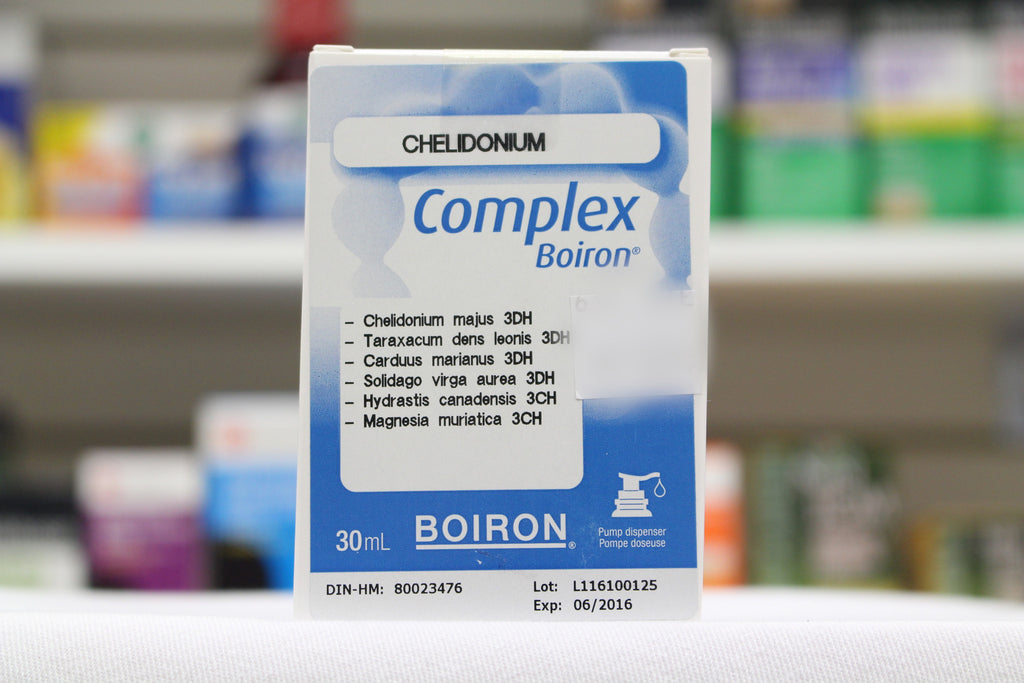 CHELIDONIUM
Complex
Boiron®
- Chelidonium majus 3DH
- Taraxacum dens leonis 3DH
- Carduus marianus 3DH
- Solidago virga aurea 3DH
- Hydrastis canadensis 3CH
- Magnesia muriatica 3CH
30mL
BOIRON®
Pump dispenser
Pompe doseuse
DIN-HM: 80023476
Lot: L116100125
Exp: 06/2016